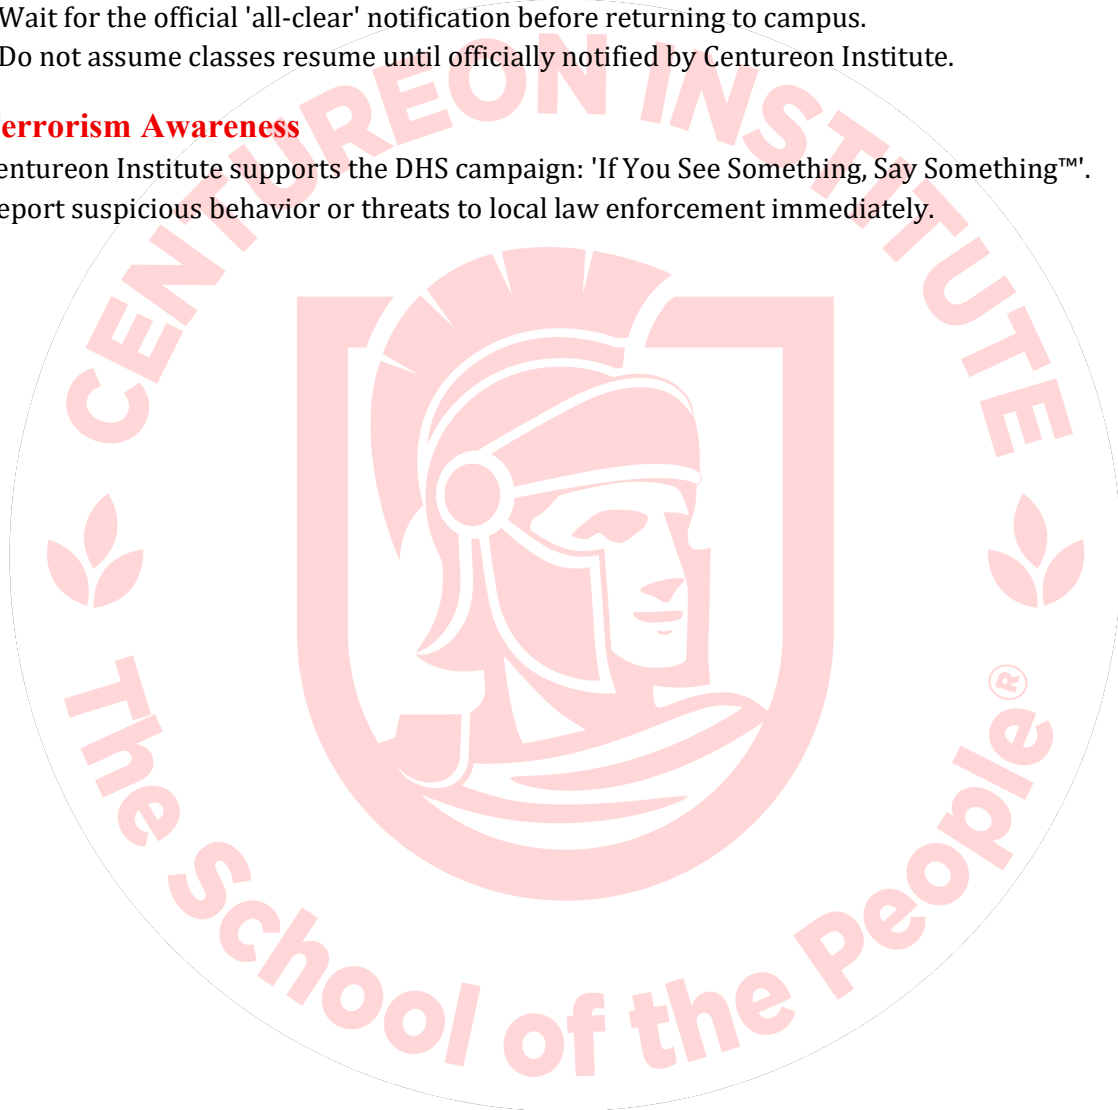 Wait for the official 'all-clear' notification before returning to campus.
Do not assume classes resume until officially notified by Centureon Institute.
errorism Awareness
entureon Institute supports the DHS campaign: 'If You See Something, Say Something™'.
eport suspicious behavior or threats to local law enforcement immediately.
CENTUREON INSTITUTE
The School of the People®